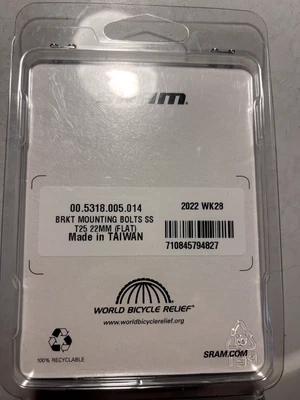 SRAM
00.5318.005.014
2022 WK28
BRKT MOUNTING BOLTS SS
T25 22MM (FLAT)
Made in TAIWAN
710845794827
WORLD BICYCLE RELIEF
www.worldbicyclerelief.org
100% RECYCLABLE
SRAM.COM